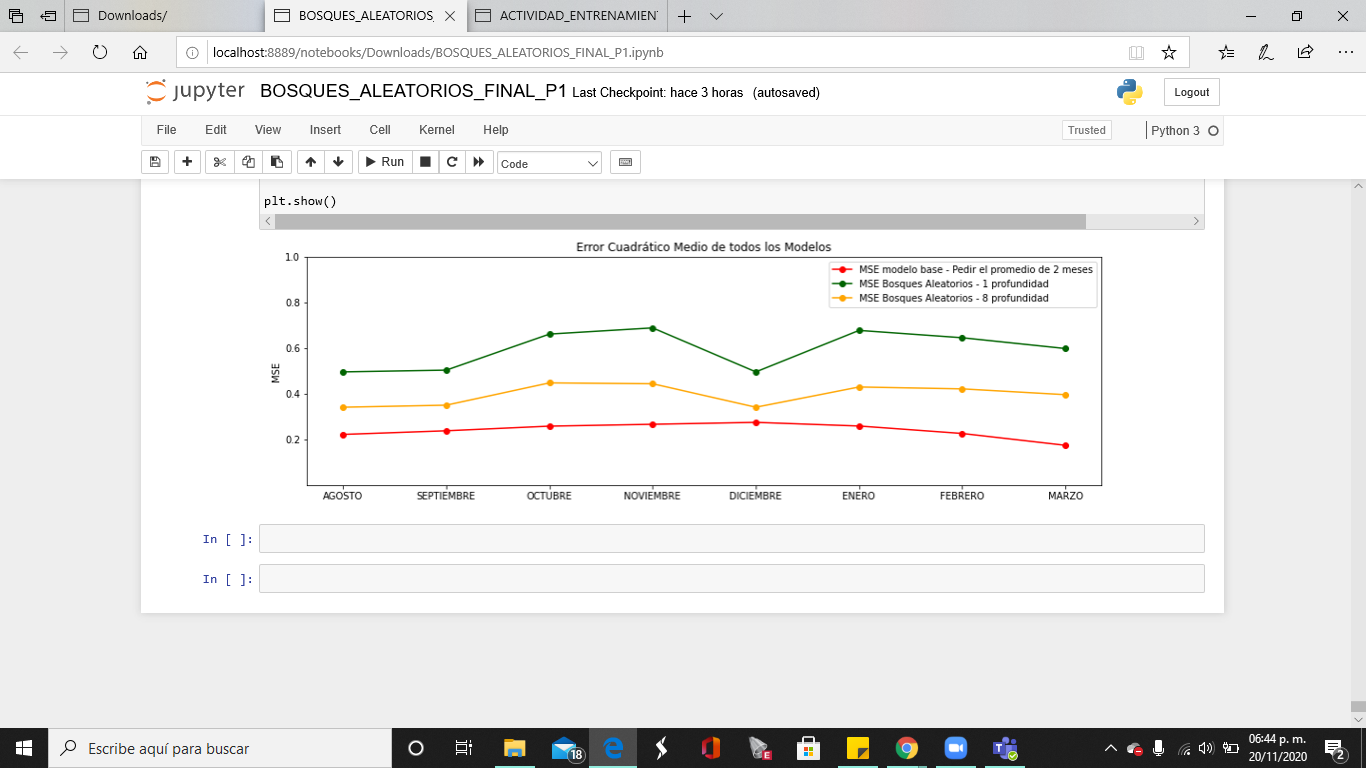 Downloads/
BOSQUES_ALEATORIOS_
ACTIVIDAD_ENTRENAMIEN
localhost:8889/notebooks/Downloads/BOSQUES_ALEATORIOS_FINAL_P1.ipynb
jupyter BOSQUES_ALEATORIOS_FINAL_P1 Last Checkpoint: hace 3 horas (autosaved)
Logout
File Edit View Insert Cell Kernel Help
Trusted
Python 3
Run
Code
plt.show()
Error Cuadrático Medio de todos los Modelos
MSE modelo base - Pedir el promedio de 2 meses
MSE Bosques Aleatorios - 1 profundidad
MSE Bosques Aleatorios - 8 profundidad
1.0
0.8
0.6
0.4
0.2
MSE
AGOSTO SEPTIEMBRE OCTUBRE NOVIEMBRE DICIEMBRE ENERO FEBRERO MARZO
In [ ]:
In [ ]:
Escribe aquí para buscar
18
06:44 p. m.
20/11/2020
2